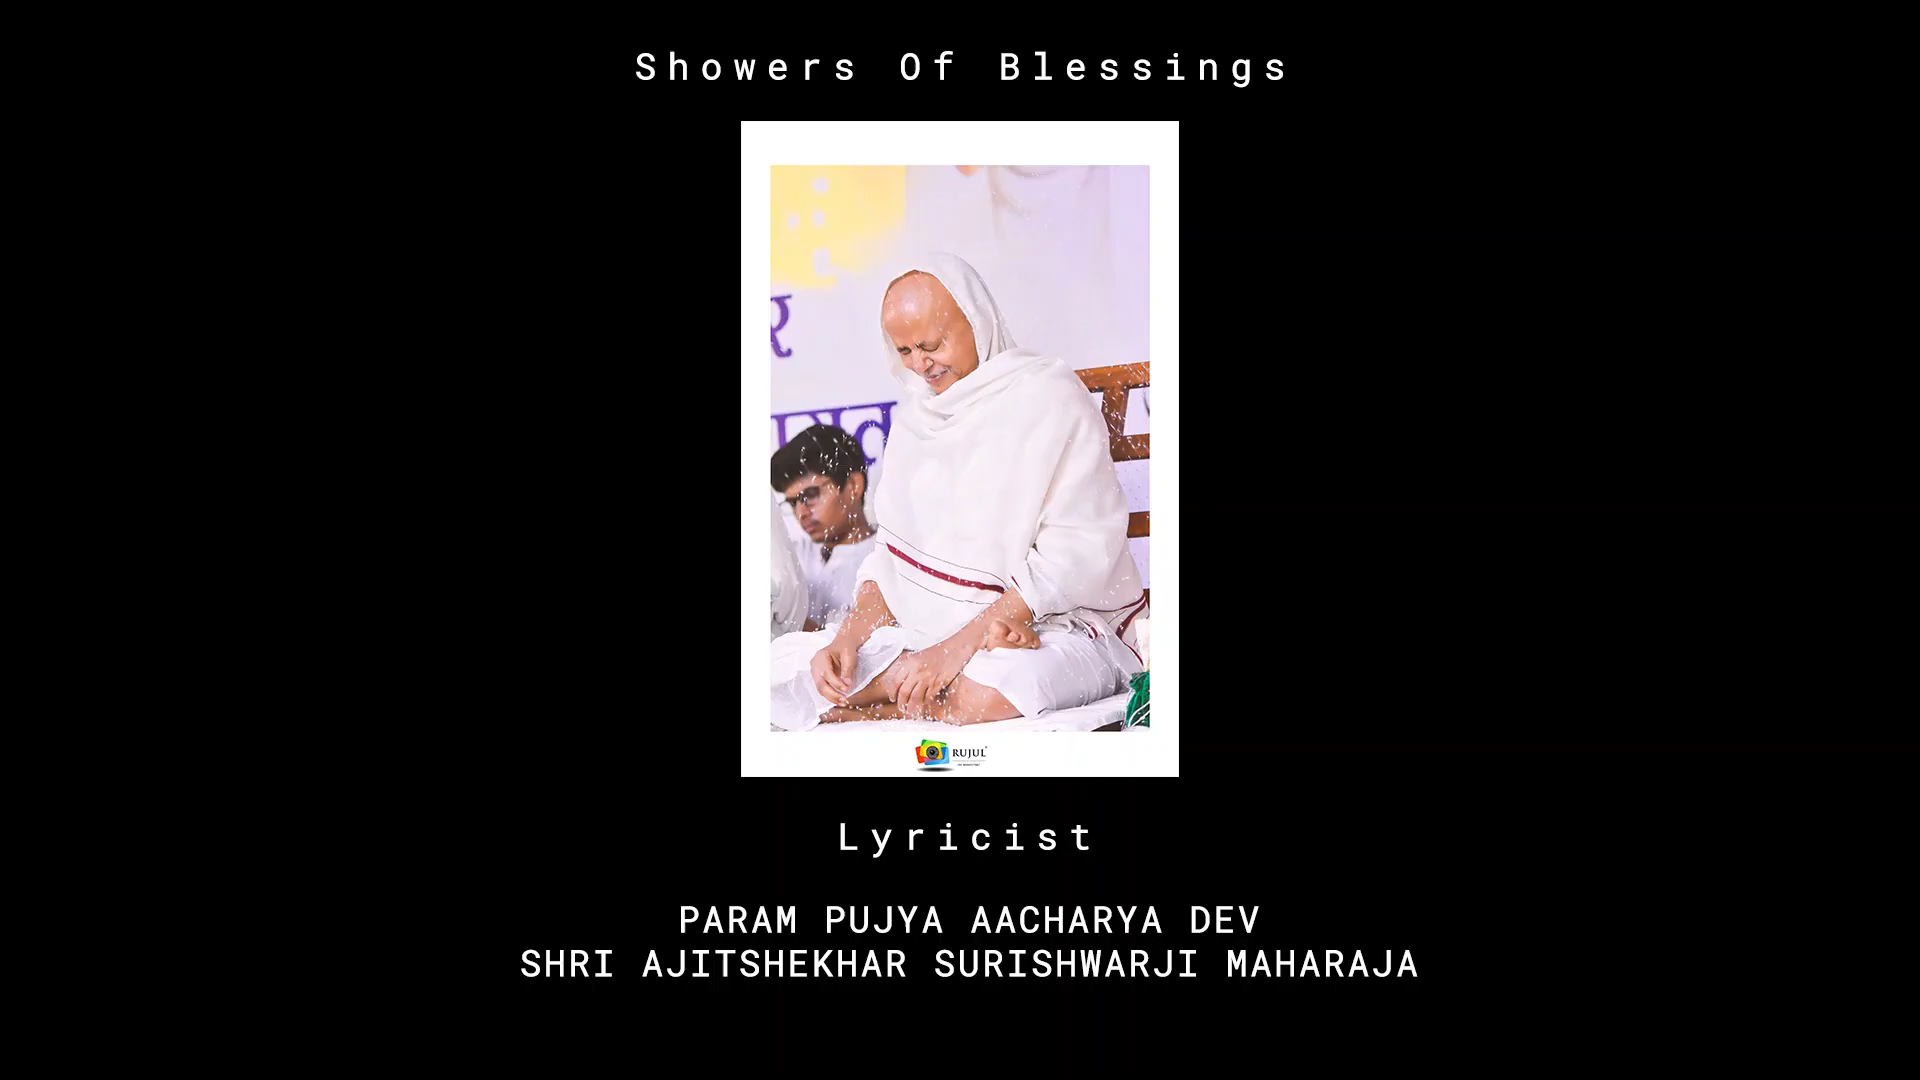 Showers Of Blessings
र
RUJUL
Lyricist
PARAM PUJYA AACHARYA DEV
SHRI AJITSHEKHAR SURISHWARJI MAHARAJA